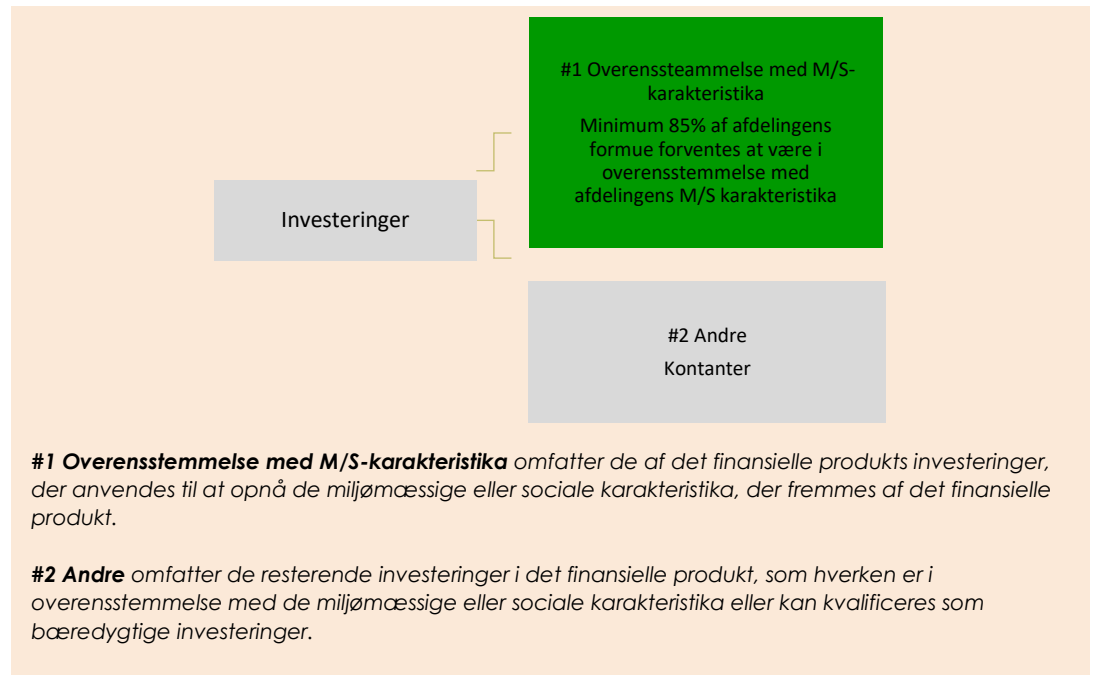 #1 Overenssteammelse med M/S-
karakteristika
Minimum 85% af afdelingens
formue forventes at være i
overensstemmelse med
afdelingens M/S karakteristika
Investeringer
#2 Andre
Kontanter
#1 Overensstemmelse med M/S-karakteristika omfatter de af det finansielle produkts investeringer,
der anvendes til at opnå de miljømæssige eller sociale karakteristika, der fremmes af det finansielle
produkt.
#2 Andre omfatter de resterende investeringer i det finansielle produkt, som hverken er i
overensstemmelse med de miljømæssige eller sociale karakteristika eller kan kvalificeres som
bæredygtige investeringer.